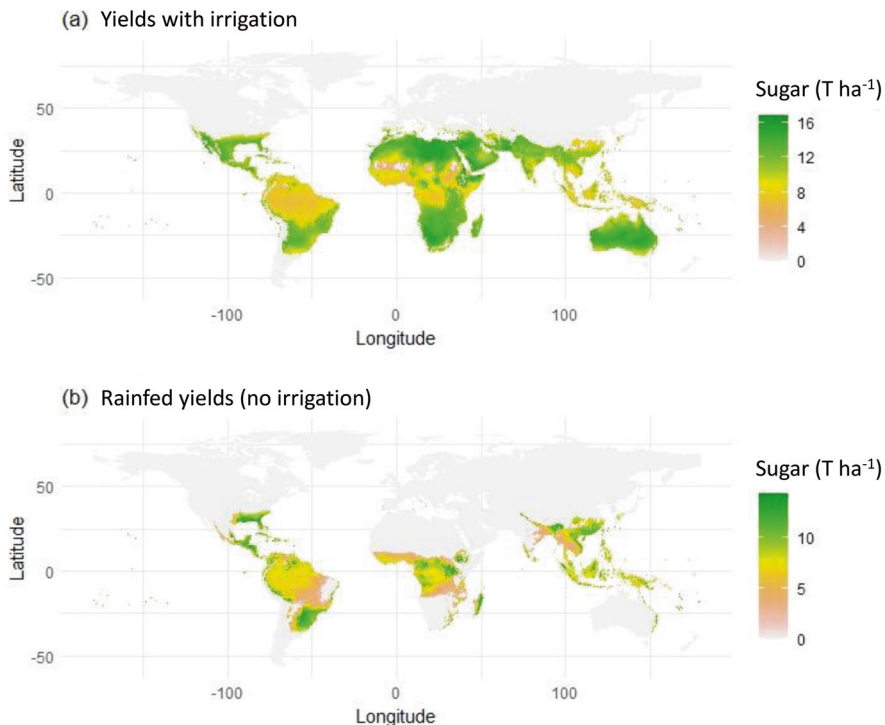 (a) Yields with irrigation
Sugar (T ha⁻¹)
16
12
8
4
0
50
0
-50
Latitude
-100
0
100
Longitude
(b) Rainfed yields (no irrigation)
Sugar (T ha⁻¹)
10
5
0
50
0
-50
Latitude
-100
0
100
Longitude